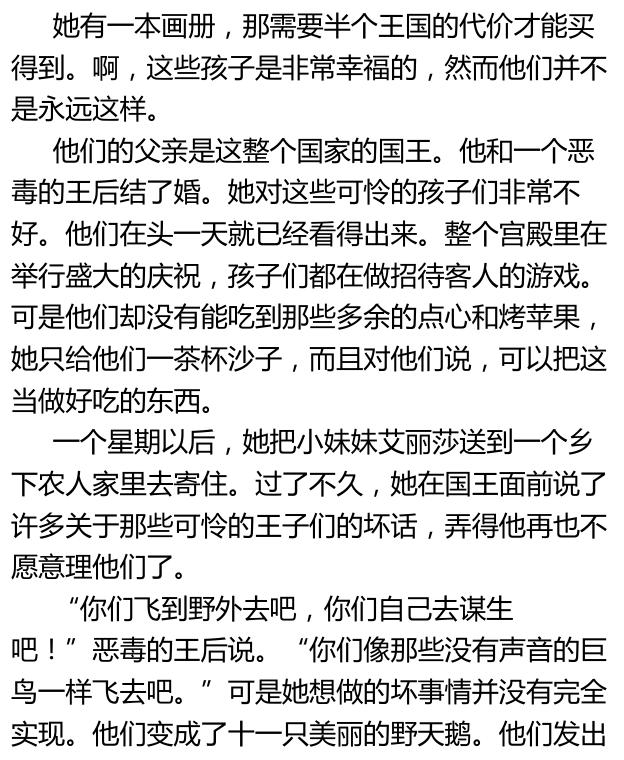 她有一本画册，那需要半个王国的代价才能买
得到。啊，这些孩子是非常幸福的，然而他们并不
是永远这样。
他们的父亲是这整个国家的国王。他和一个恶
毒的王后结了婚。她对这些可怜的孩子们非常不
好。他们在头一天就已经看得出来。整个宫殿里在
举行盛大的庆祝，孩子们都在做招待客人的游戏。
可是他们却没有能吃到那些多余的点心和烤苹果，
她只给他们一茶杯沙子，而且对他们说，可以把这
当做好吃的东西。
一个星期以后，她把小妹妹艾丽莎送到一个乡
下农人家里去寄住。过了不久，她在国王面前说了
许多关于那些可怜的王子们的坏话，弄得他再也不
愿意理他们了。
“你们飞到野外去吧，你们自己去谋生
吧！”恶毒的王后说。“你们像那些没有声音的巨
鸟一样飞去吧。”可是她想做的坏事情并没有完全
实现。他们变成了十一只美丽的野天鹅。他们发出